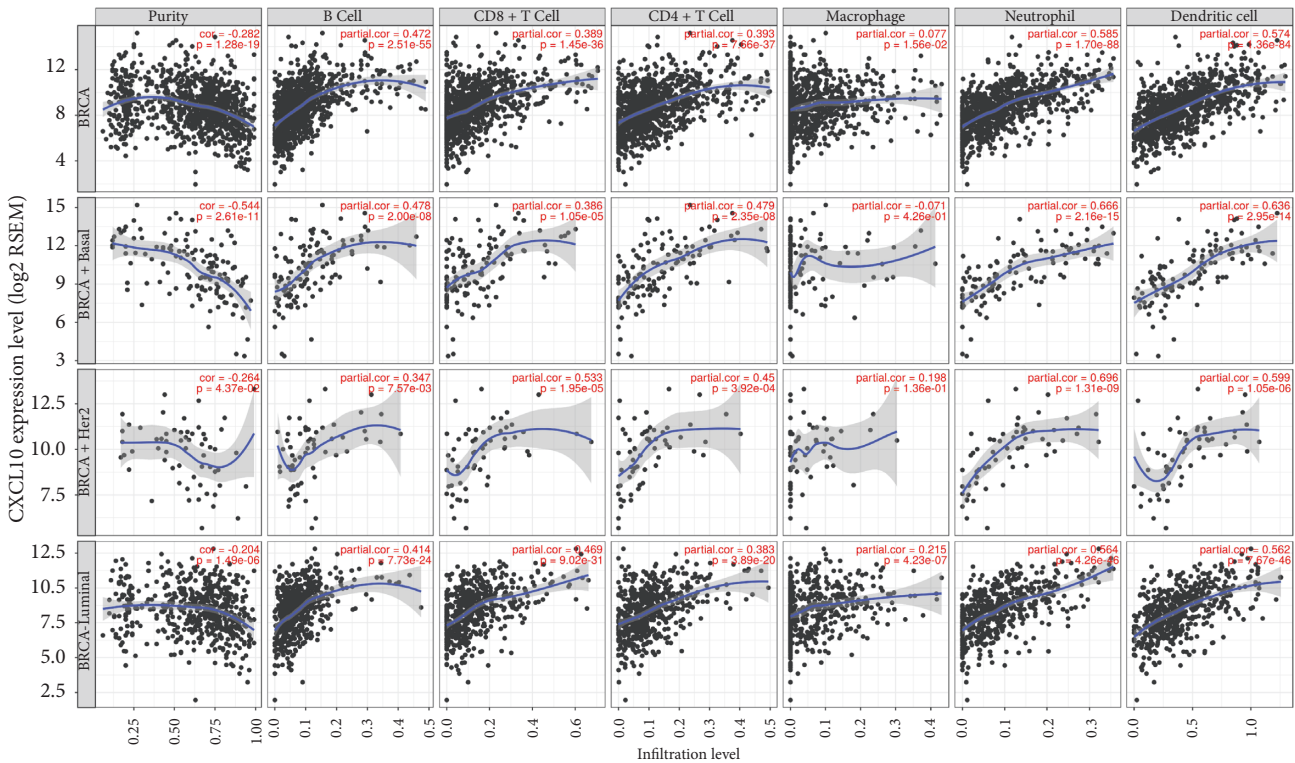 Purity B Cell CD8 + T Cell CD4 + T Cell Macrophage Neutrophil Dendritic cell
CXCL10 expression level (log2 RSEM)
BRCA
12
8
4
cor = -0.282
p = 1.28e-19
partial.cor = 0.472
p = 2.51e-55
partial.cor = 0.389
p = 1.45e-36
partial.cor = 0.393
p = 7.66e-37
partial.cor = 0.077
p = 1.56e-02
partial.cor = 0.585
p = 1.70e-88
partial.cor = 0.574
p = 1.36e-84
BRCA + Basal
15
12
9
6
3
cor = -0.544
p = 2.61e-11
partial.cor = 0.478
p = 2.00e-08
partial.cor = 0.386
p = 1.05e-05
partial.cor = 0.479
p = 2.35e-08
partial.cor = -0.071
p = 4.26e-01
partial.cor = 0.666
p = 2.16e-15
partial.cor = 0.636
p = 2.95e-14
BRCA + Her2
12.5
10.0
7.5
cor = -0.264
p = 4.37e-02
partial.cor = 0.347
p = 7.57e-03
partial.cor = 0.533
p = 1.95e-05
partial.cor = 0.45
p = 3.92e-04
partial.cor = 0.198
p = 1.36e-01
partial.cor = 0.696
p = 1.31e-09
partial.cor = 0.599
p = 1.05e-06
BRCA-Luminal
12.5
10.0
7.5
5.0
2.5
cor = -0.204
p = 1.49e-06
partial.cor = 0.414
p = 7.73e-24
partial.cor = 0.469
p = 9.02e-31
partial.cor = 0.383
p = 3.89e-20
partial.cor = 0.215
p = 4.23e-07
partial.cor = 0.564
p = 4.26e-46
partial.cor = 0.562
p = 7.67e-46
0.25 0.50 0.75 1.00
0.0 0.1 0.2 0.3 0.4 0.5
0.0 0.2 0.4 0.6
0.0 0.1 0.2 0.3 0.4 0.5
0.0 0.1 0.2 0.3 0.4
0.0 0.1 0.2 0.3
0.0 0.5 1.0
Infiltration level